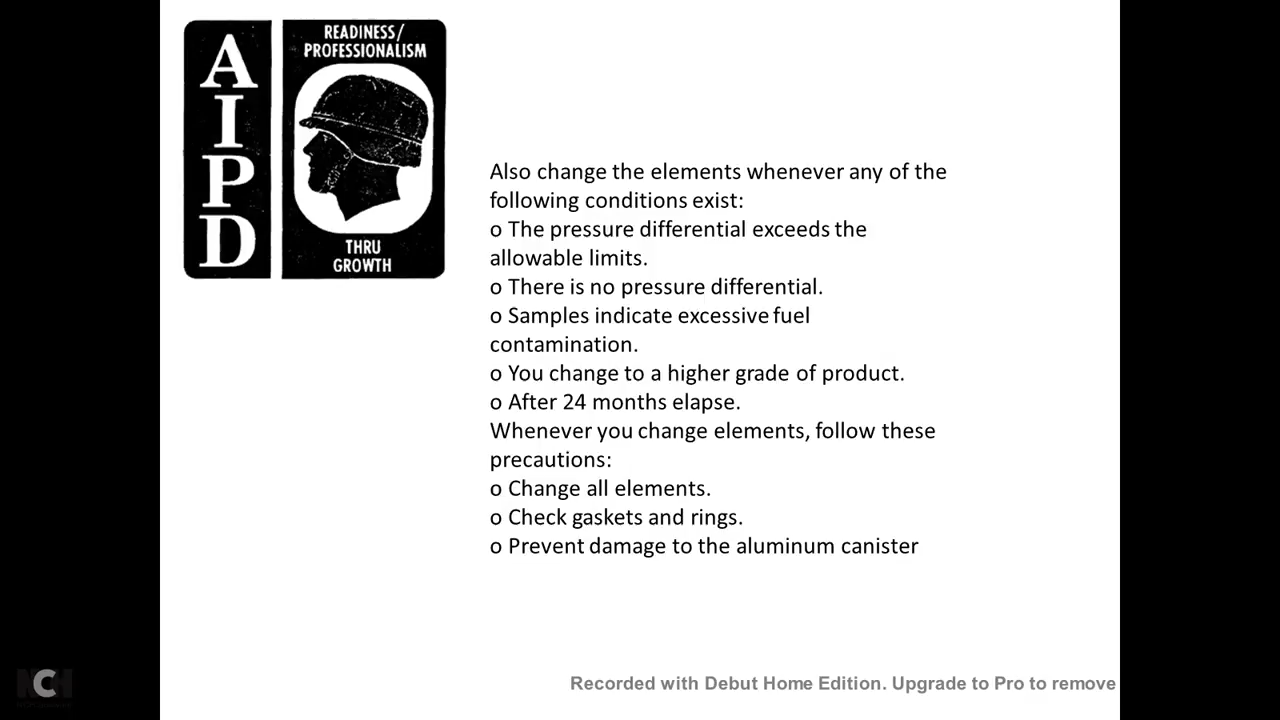 A
I
P
D
READINESS/
PROFESSIONALISM
THRU
GROWTH
Also change the elements whenever any of the
following conditions exist:
o The pressure differential exceeds the
allowable limits.
o There is no pressure differential.
o Samples indicate excessive fuel
contamination.
o You change to a higher grade of product.
o After 24 months elapse.
Whenever you change elements, follow these
precautions:
o Change all elements.
o Check gaskets and rings.
o Prevent damage to the aluminum canister
NCH
Recorded with Debut Home Edition. Upgrade to Pro to remove